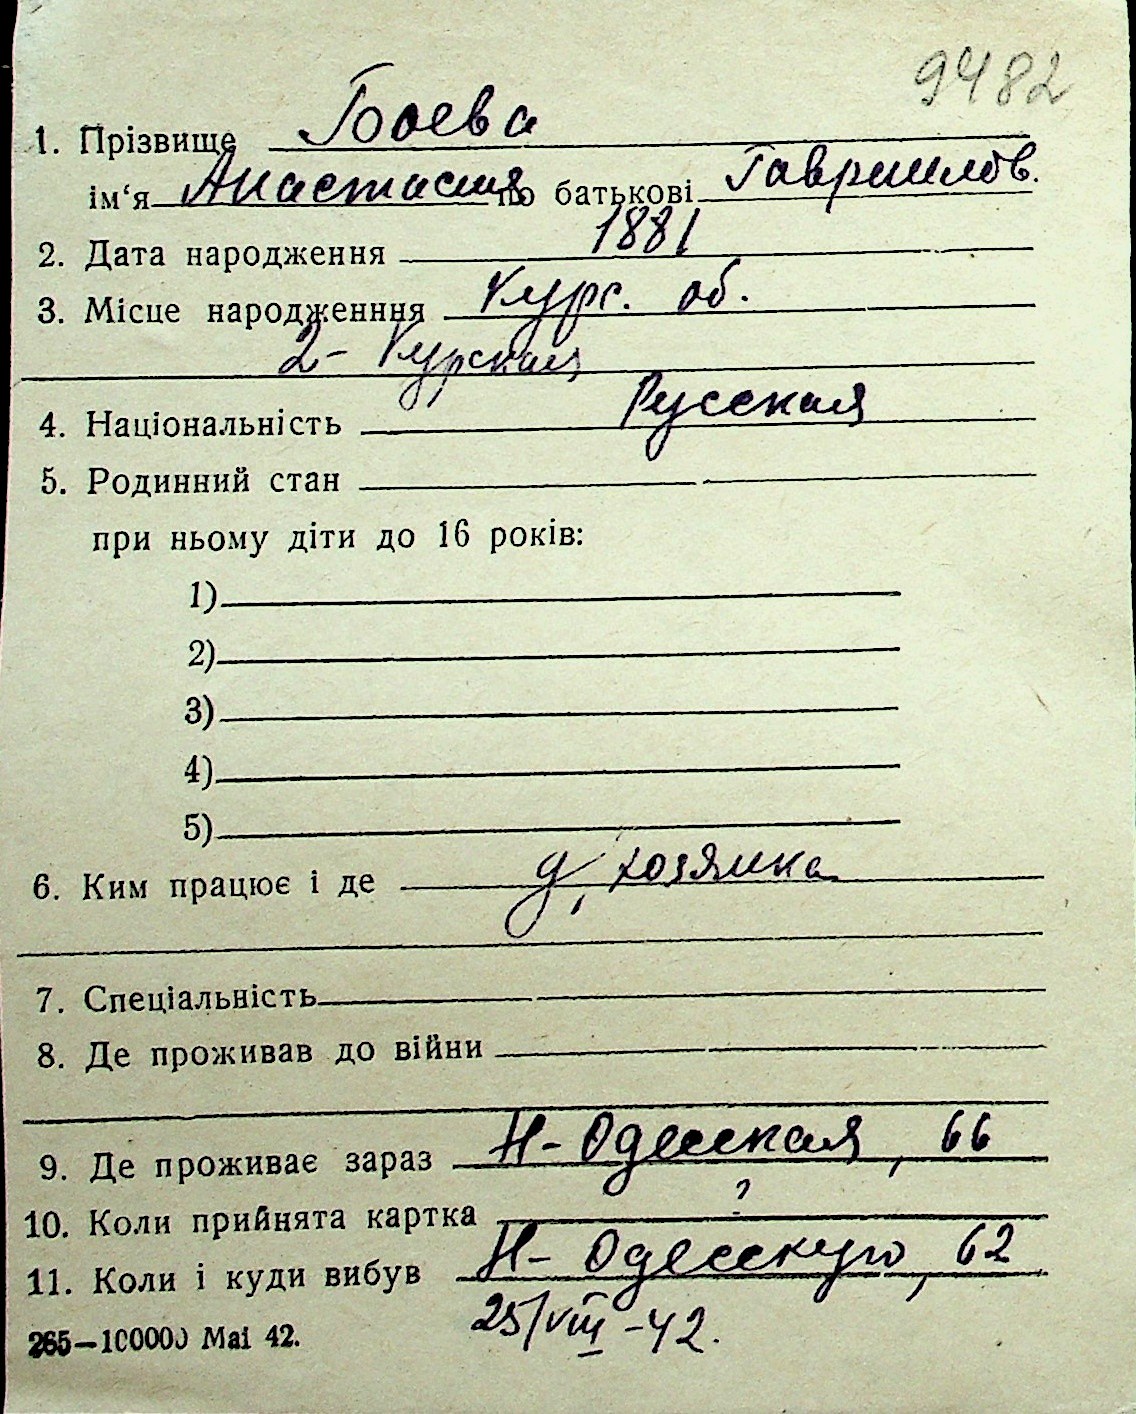 9482
1. Прізвище Боева
ім‘я Анастасия по батькові Гаврилов.
2. Дата народження 1881
3. Місце народженння Курс. об.
2- Курская
4. Національність Русская
5. Родинний стан
при ньому діти до 16 років:
1)
2)
3)
4)
5)
6. Ким працює і де д, хозяйка
7. Спеціальність
8. Де проживав до війни
9. Де проживає зараз Н-Одесская, 66
10. Коли прийнята картка ?
11. Коли і куди вибув Н-Одесскую, 62
25/VIII-42.
265—100000 Mai 42.